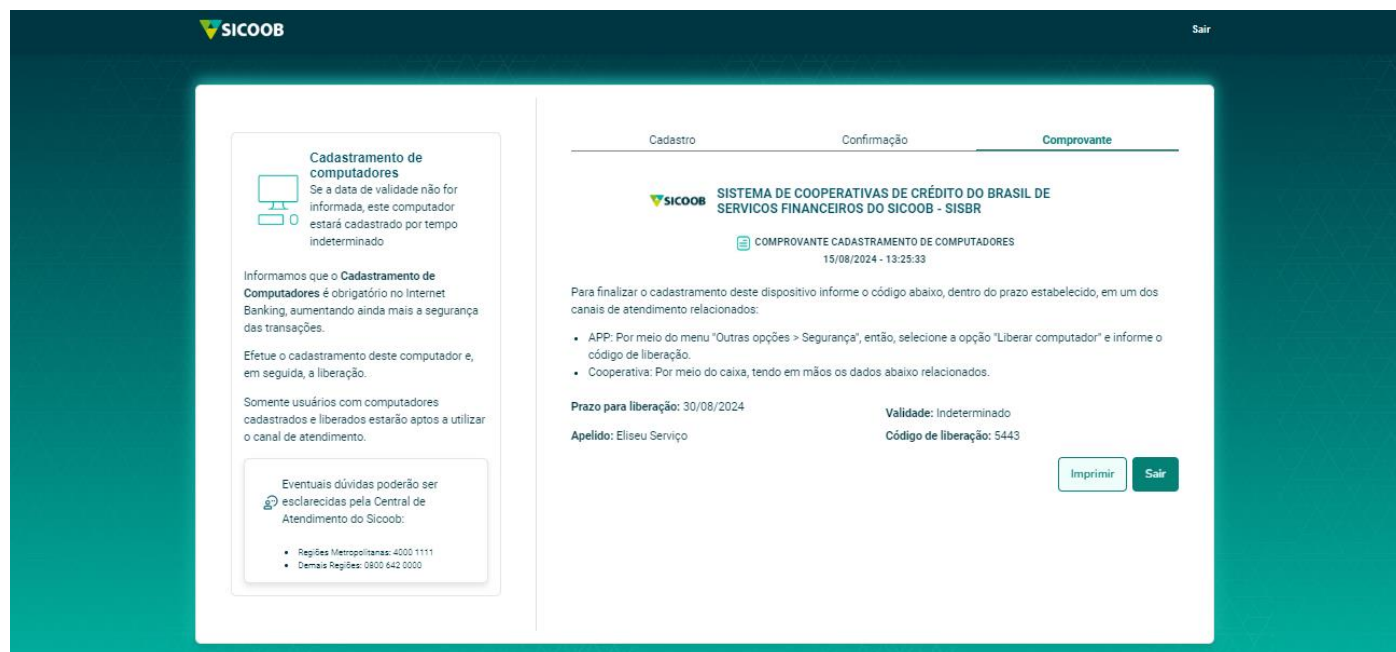 SICOOB
Sair
Cadastramento de
computadores
Se a data de validade não for
informada, este computador
estará cadastrado por tempo
indeterminado
Informamos que o Cadastramento de
Computadores é obrigatório no Internet
Banking, aumentando ainda mais a segurança
das transações.
Efetue o cadastramento deste computador e,
em seguida, a liberação.
Somente usuários com computadores
cadastrados e liberados estarão aptos a utilizar
o canal de atendimento.
Eventuais dúvidas poderão ser
esclarecidas pela Central de
Atendimento do Sicoob:
• Regiões Metropolitanas: 4000 1111
• Demais Regiões: 0800 642 0000
Cadastro Confirmação Comprovante
SICOOB
SISTEMA DE COOPERATIVAS DE CRÉDITO DO BRASIL DE
SERVICOS FINANCEIROS DO SICOOB - SISBR
COMPROVANTE CADASTRAMENTO DE COMPUTADORES
15/08/2024 - 13:25:33
Para finalizar o cadastramento deste dispositivo informe o código abaixo, dentro do prazo estabelecido, em um dos
canais de atendimento relacionados:
• APP: Por meio do menu "Outras opções > Segurança", então, selecione a opção "Liberar computador" e informe o
código de liberação.
• Cooperativa: Por meio do caixa, tendo em mãos os dados abaixo relacionados.
Prazo para liberação: 30/08/2024 Validade: Indeterminado
Apelido: Eliseu Serviço Código de liberação: 5443
Imprimir Sair